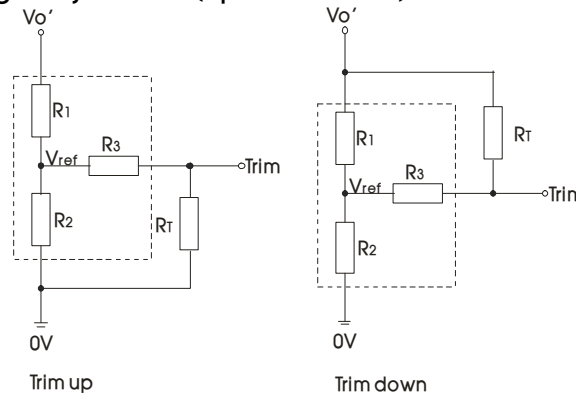 Vo'
R1
Vref
R3
Trim
R2
RT
0V
Trim up
Vo'
R1
RT
Vref
R3
Trim
R2
0V
Trim down